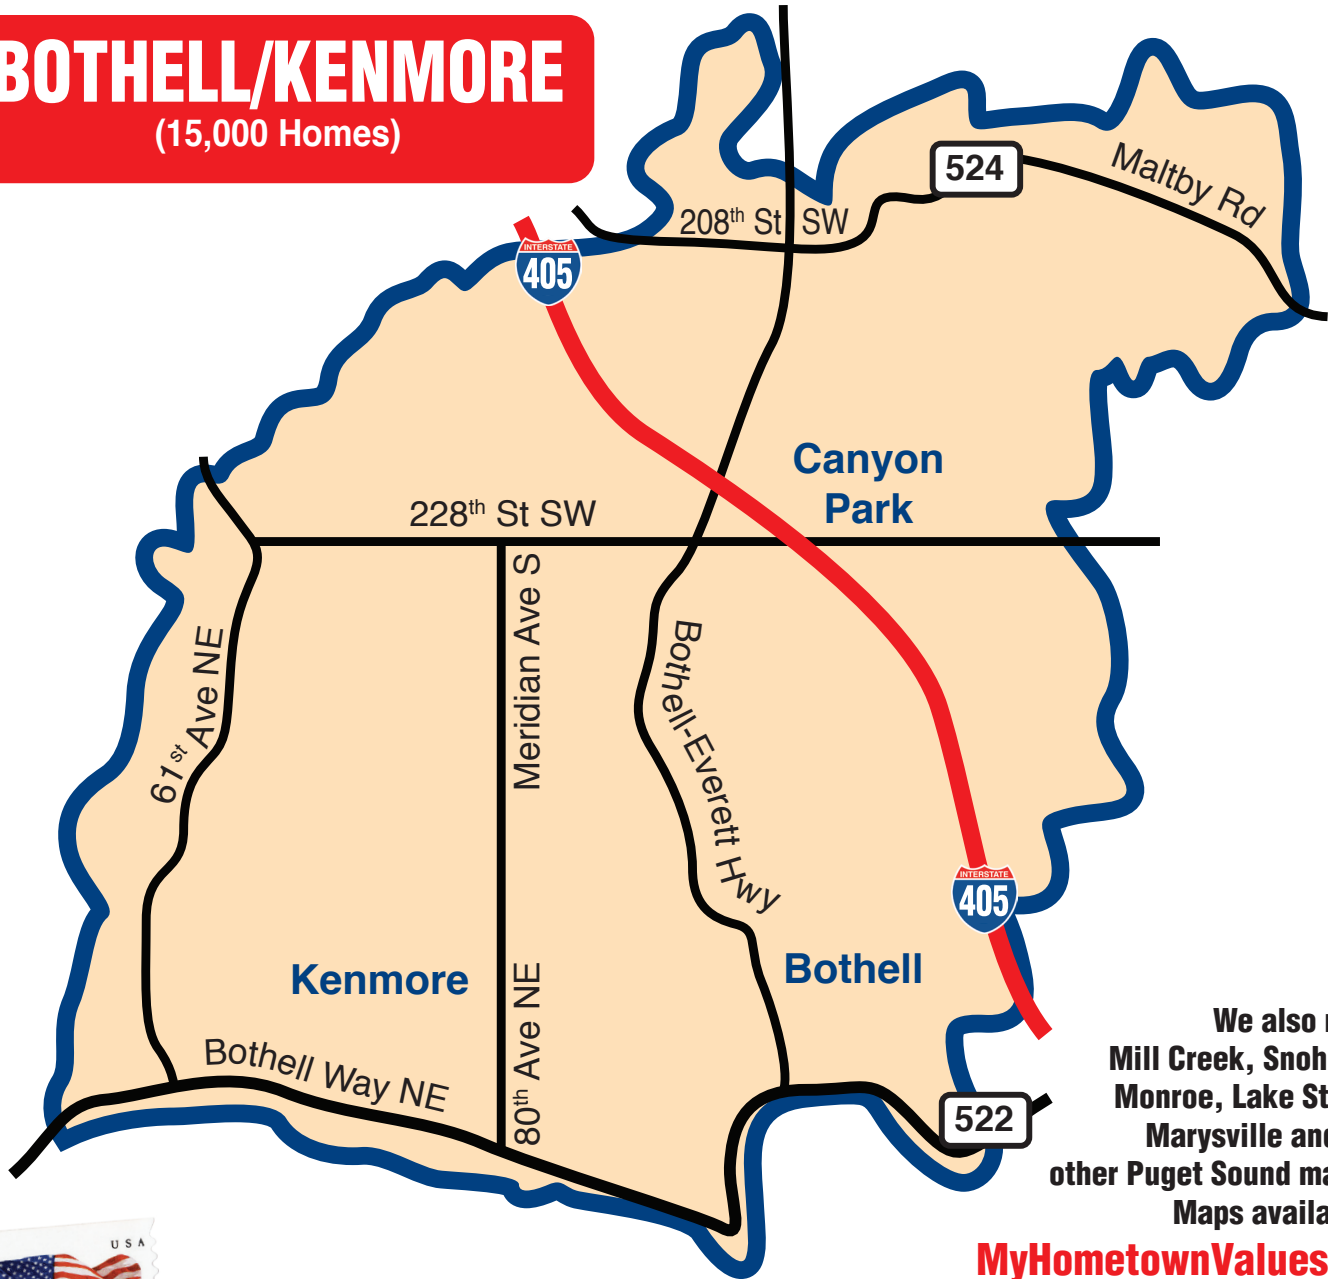 BOTHELL/KENMORE
(15,000 Homes)
524
Maltby Rd
208th St SW
INTERSTATE
405
Canyon
Park
228th St SW
Meridian Ave S
61st Ave NE
Bothell-Everett Hwy
INTERSTATE
405
Kenmore
Bothell
80th Ave NE
Bothell Way NE
522
We also
Mill Creek, Snoh
Monroe, Lake St
Marysville and
other Puget Sound ma
Maps availa
MyHometownValues
USA